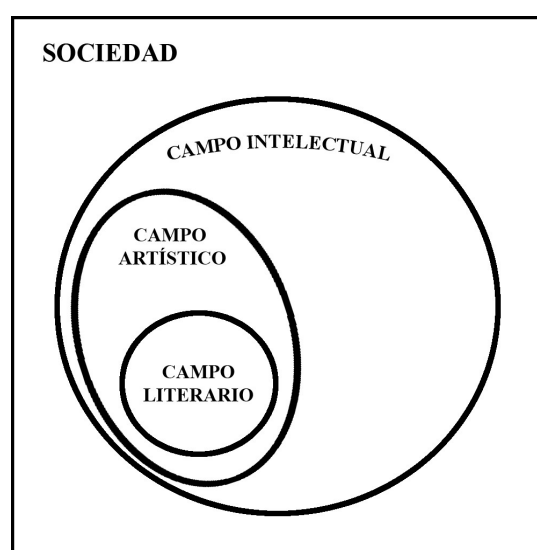 SOCIEDAD
CAMPO INTELECTUAL
CAMPO
ARTÍSTICO
CAMPO
LITERARIO